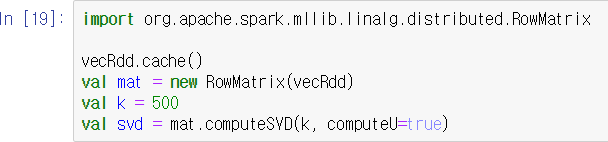 In [19]:
import org.apache.spark.mllib.linalg.distributed.RowMatrix
vecRdd.cache()
val mat = new RowMatrix(vecRdd)
val k = 500
val svd = mat.computeSVD(k, computeU=true)